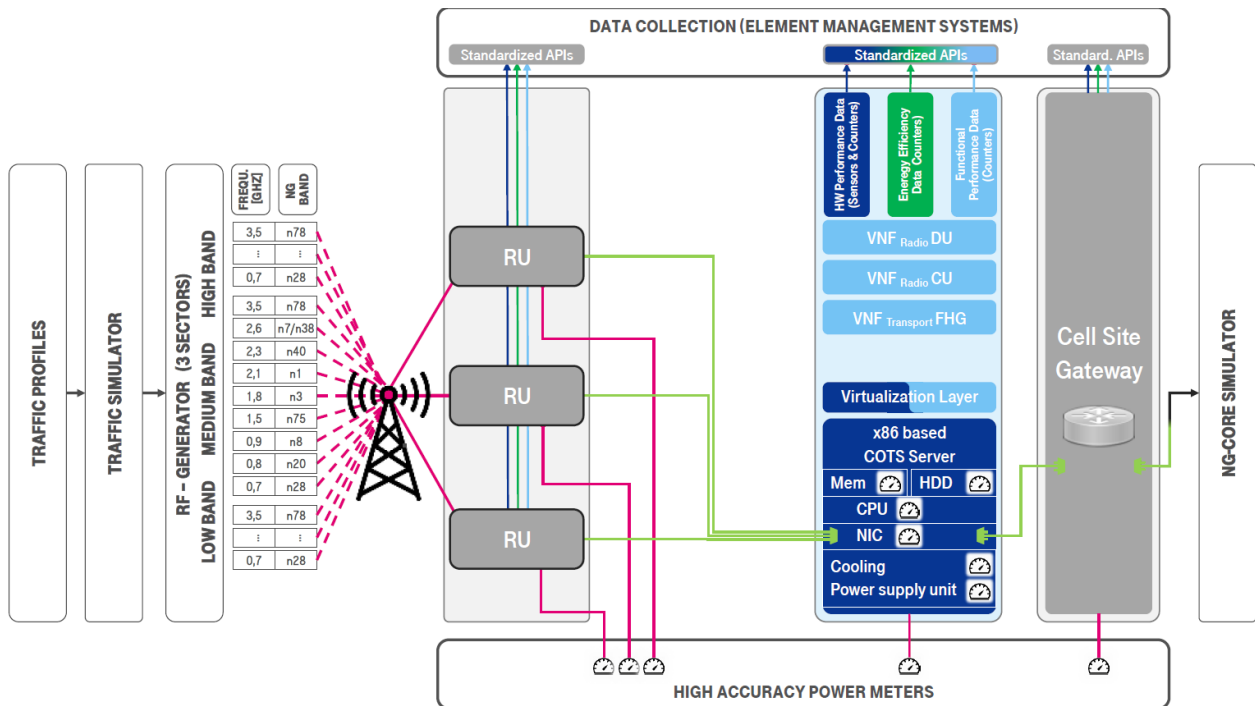 DATA COLLECTION (ELEMENT MANAGEMENT SYSTEMS)
Standardized APIs
Standardized APIs
Standard. APIs
TRAFFIC PROFILES
TRAFFIC SIMULATOR
RF – GENERATOR (3 SECTORS)
LOW BAND
MEDIUM BAND
HIGH BAND
FREQU.
[GHZ]
NG
BAND
3,5 n78
⋮ ⋮
0,7 n28
3,5 n78
2,6 n7/n38
2,3 n40
2,1 n1
1,8 n3
1,5 n75
0,9 n8
0,8 n20
0,7 n28
3,5 n78
⋮ ⋮
0,7 n28
RU
RU
RU
HW Performance Data
(Sensors & Counters)
Eneregy Efficiency
Data Counters)
Functional
Performance Data
(Counters)
VNF Radio DU
VNF Radio CU
VNF Transport FHG
Virtualization Layer
x86 based
COTS Server
Mem HDD
CPU
NIC
Cooling
Power supply unit
Cell Site
Gateway
NG-CORE SIMULATOR
HIGH ACCURACY POWER METERS